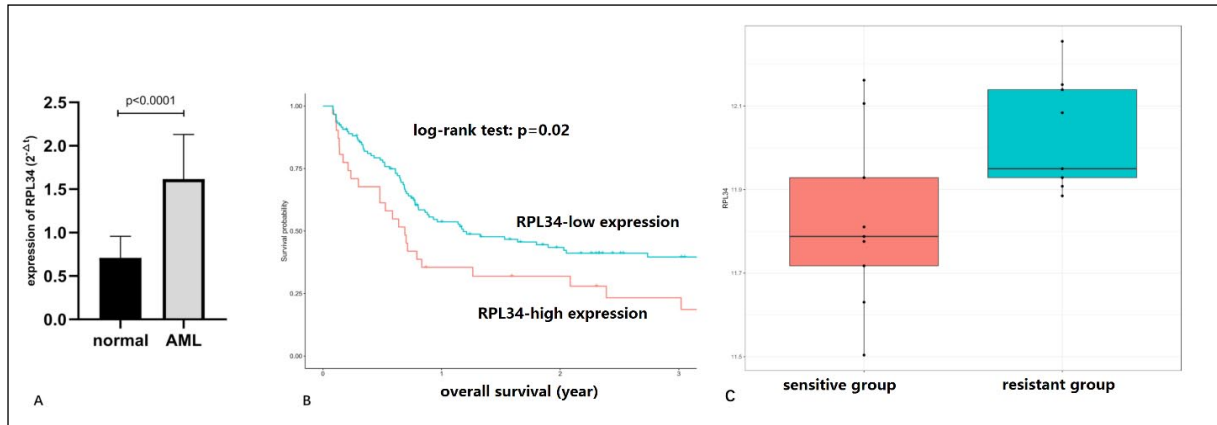 p<0.0001
2.5
2.0
1.5
1.0
0.5
0.0
expression of RPL34 (2-△t)
normal AML
A
1.00
0.75
0.50
0.25
0.00
Survival probability
log-rank test: p=0.02
RPL34-low expression
RPL34-high expression
0 1 2 3
overall survival (year)
B
12.1
11.9
11.7
11.5
RPL34
sensitive group resistant group
C